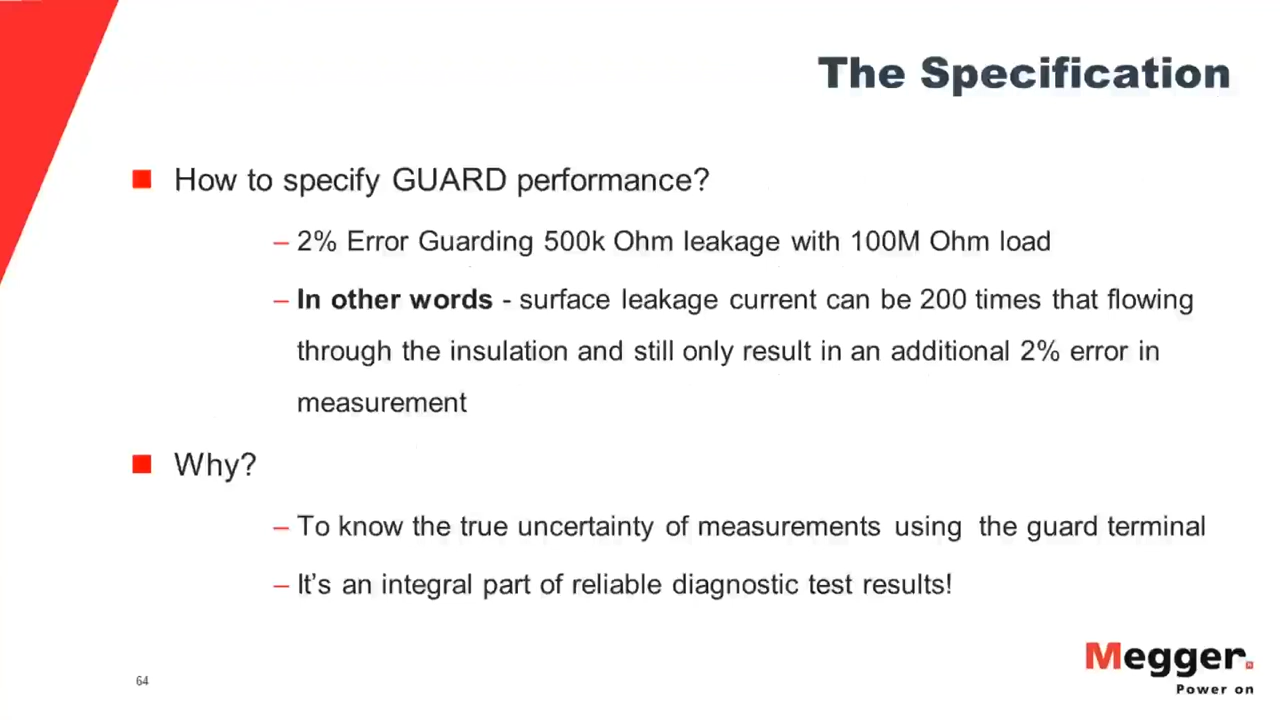 The Specification
How to specify GUARD performance?
– 2% Error Guarding 500k Ohm leakage with 100M Ohm load
– In other words - surface leakage current can be 200 times that flowing
through the insulation and still only result in an additional 2% error in
measurement
Why?
– To know the true uncertainty of measurements using the guard terminal
– It's an integral part of reliable diagnostic test results!
64
Megger.
Power on